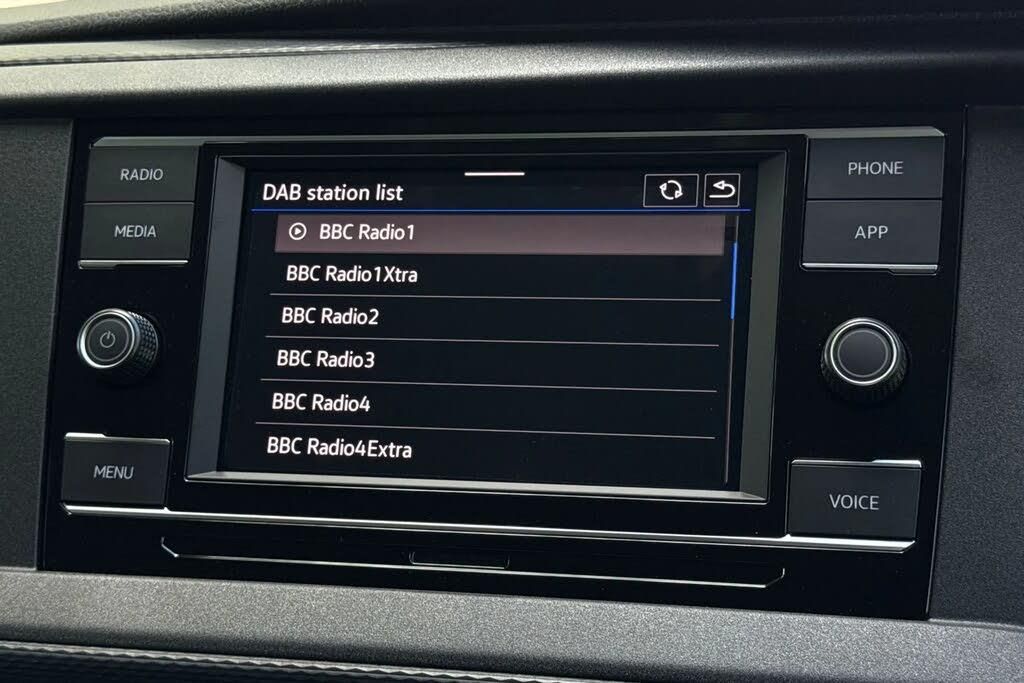 RADIO
MEDIA
MENU
DAB station list
BBC Radio1
BBC Radio1Xtra
BBC Radio2
BBC Radio3
BBC Radio4
BBC Radio4Extra
PHONE
APP
VOICE